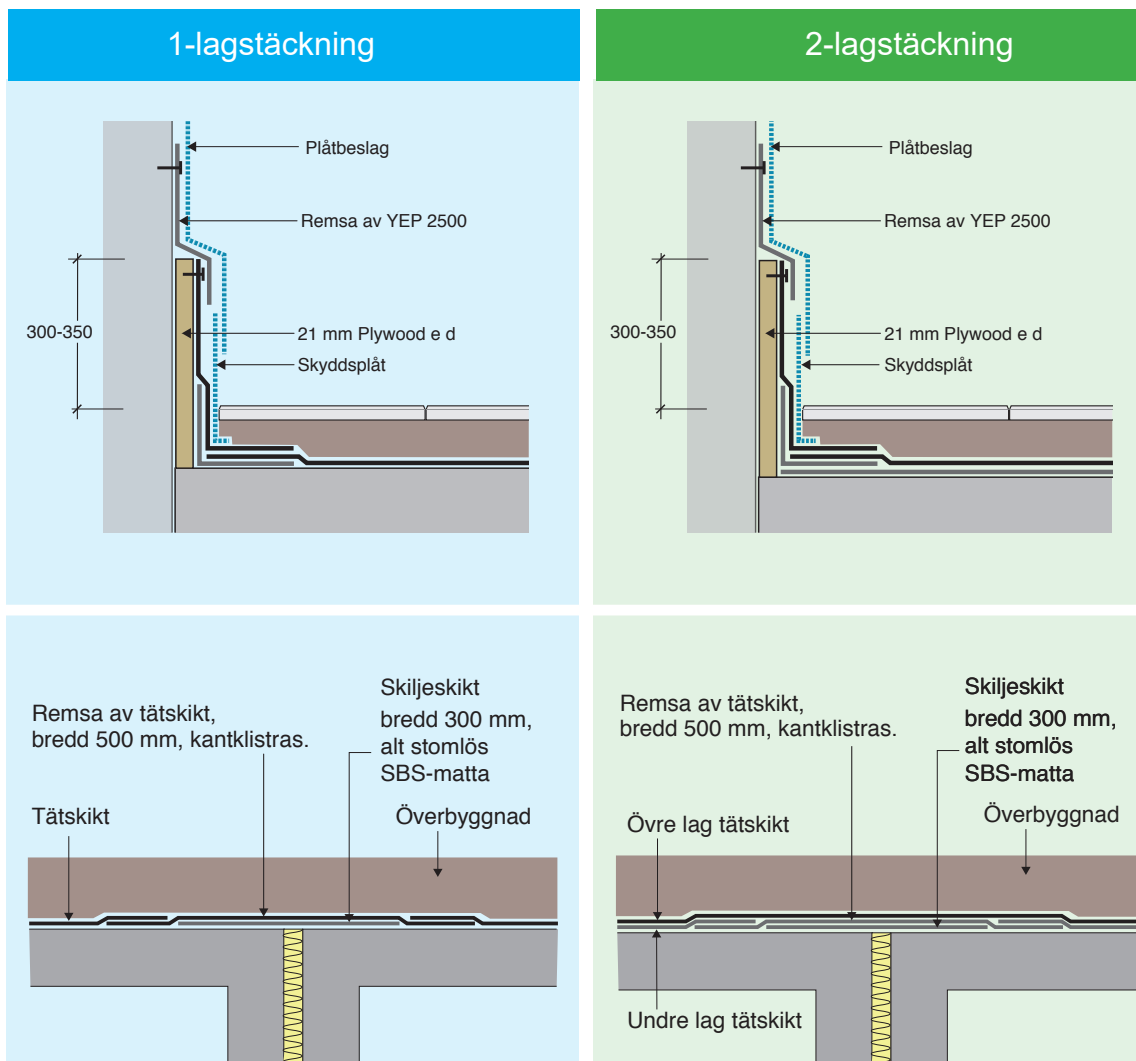 1-lagstäckning
Plåtbeslag
Remsa av YEP 2500
300-350
21 mm Plywood e d
Skyddsplåt
2-lagstäckning
Plåtbeslag
Remsa av YEP 2500
300-350
21 mm Plywood e d
Skyddsplåt
Remsa av tätskikt,
bredd 500 mm, kantklistras.
Skiljeskikt
bredd 300 mm,
alt stomlös
SBS-matta
Tätskikt
Överbyggnad
Remsa av tätskikt,
bredd 500 mm, kantklistras.
Skiljeskikt
bredd 300 mm,
alt stomlös
SBS-matta
Övre lag tätskikt
Överbyggnad
Undre lag tätskikt